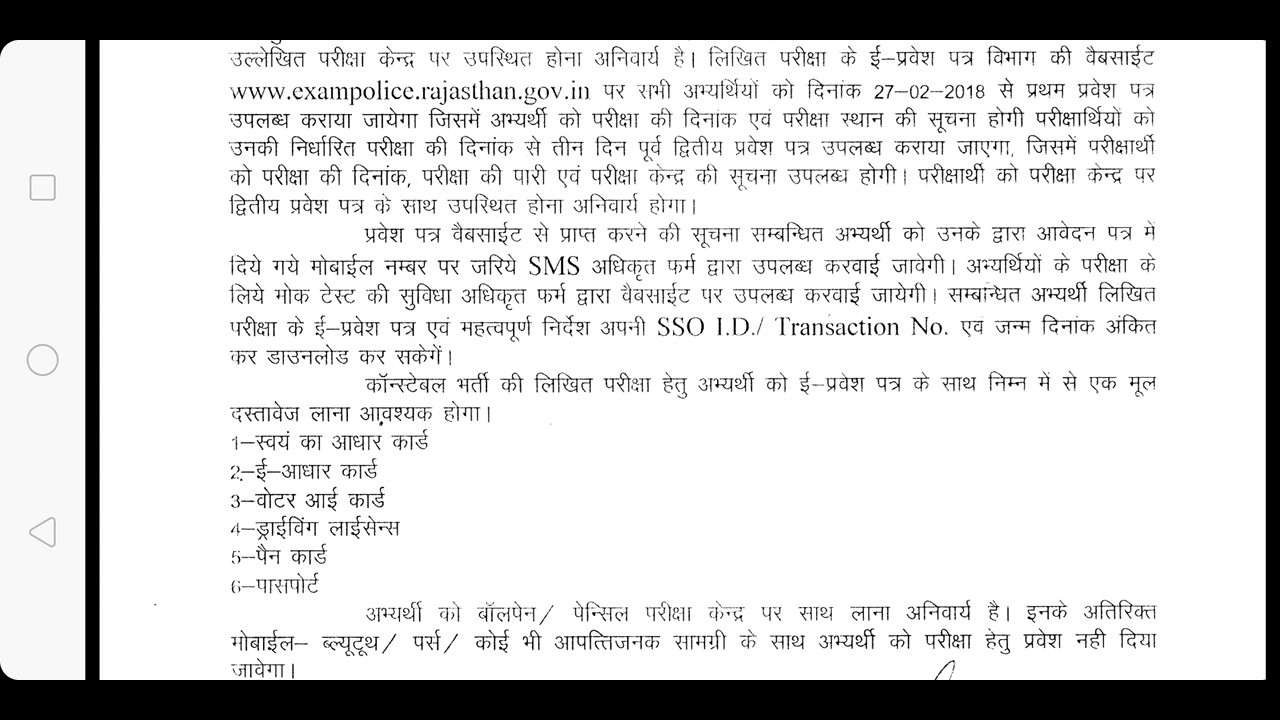 उल्लेखित परीक्षा केन्द्र पर उपस्थित होना अनिवार्य है। लिखित परीक्षा के ई–प्रवेश पत्र विभाग की वैबसाईट
www.exampolice.rajasthan.gov.in पर सभी अभ्यर्थियों को दिनांक 27–02–2018 से प्रथम प्रवेश पत्र
उपलब्ध कराया जायेगा जिसमें अभ्यर्थी को परीक्षा की दिनांक एवं परीक्षा स्थान की सूचना होगी परीक्षार्थियों को
उनकी निर्धारित परीक्षा की दिनांक से तीन दिन पूर्व द्वितीय प्रवेश पत्र उपलब्ध कराया जाएगा, जिसमें परीक्षार्थी
को परीक्षा की दिनांक, परीक्षा की पारी एवं परीक्षा केन्द्र की सूचना उपलब्ध होगी। परीक्षार्थी को परीक्षा केन्द्र पर
द्वितीय प्रवेश पत्र के साथ उपस्थित होना अनिवार्य होगा।
प्रवेश पत्र वैबसाईट से प्राप्त करने की सूचना सम्बन्धित अभ्यर्थी को उनके द्वारा आवेदन पत्र में
दिये गये मोबाईल नम्बर पर जरिये SMS अधिकृत फर्म द्वारा उपलब्ध करवाई जावेगी। अभ्यर्थियों के परीक्षा के
लिये मोक टेस्ट की सुविधा अधिकृत फर्म द्वारा वैबसाईट पर उपलब्ध करवाई जायेगी। सम्बन्धित अभ्यर्थी लिखित
परीक्षा के ई–प्रवेश पत्र एवं महत्वपूर्ण निर्देश अपनी SSO I.D./ Transaction No. एवं जन्म दिनांक अंकित
कर डाउनलोड कर सकेगें।
कॉन्स्टेबल भर्ती की लिखित परीक्षा हेतु अभ्यर्थी को ई–प्रवेश पत्र के साथ निम्न में से एक मूल
दस्तावेज लाना आवश्यक होगा।
1–स्वयं का आधार कार्ड
2–ई–आधार कार्ड
3–वोटर आई कार्ड
4–ड्राईविंग लाईसेन्स
5–पैन कार्ड
6–पासपोर्ट
अभ्यर्थी को बॉलपेन/ पेन्सिल परीक्षा केन्द्र पर साथ लाना अनिवार्य है। इनके अतिरिक्त
मोबाईल– ब्ल्यूटूथ/ पर्स/ कोई भी आपत्तिजनक सामग्री के साथ अभ्यर्थी को परीक्षा हेतु प्रवेश नही दिया
जावेगा।